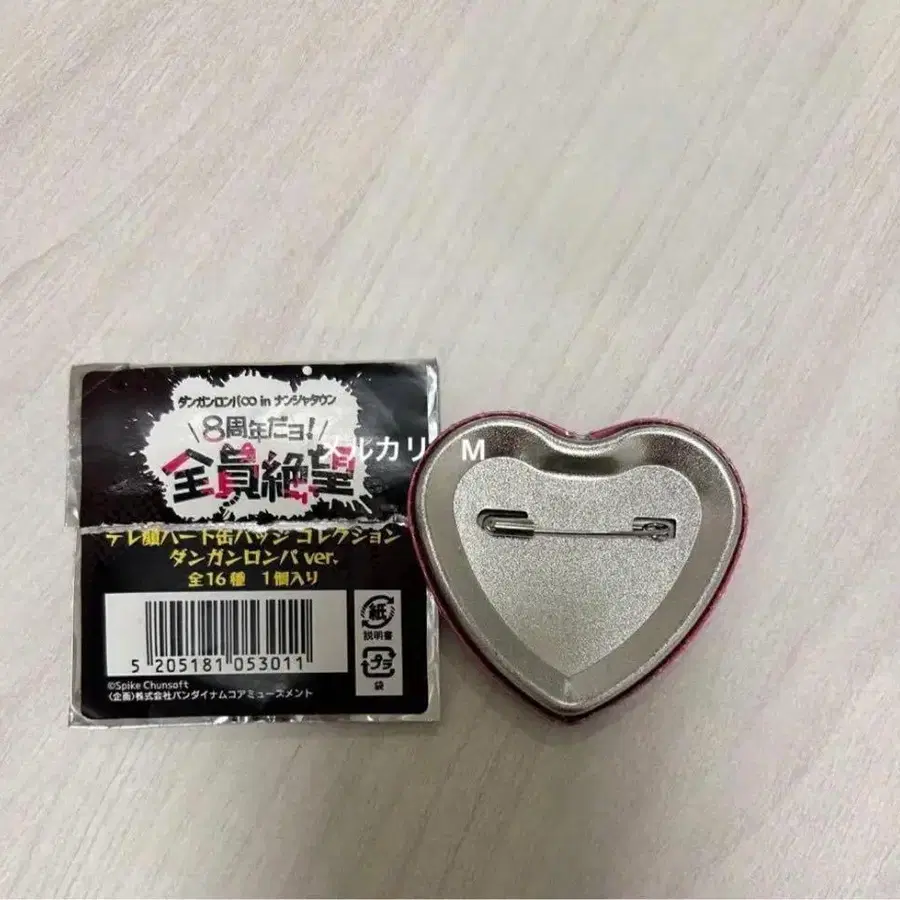 ダンガンロンパ∞ in ナンジャタウン
\8周年だョ!/
全員絶望
メルカリ M
テレ顔ハート缶バッジ コレクション
ダンガンロンパ ver.
全16種 1個入り
紙
説明書
プラ
袋
5 205181 053011
©Spike Chunsoft
〈企画〉株式会社バンダイナムコアミューズメント